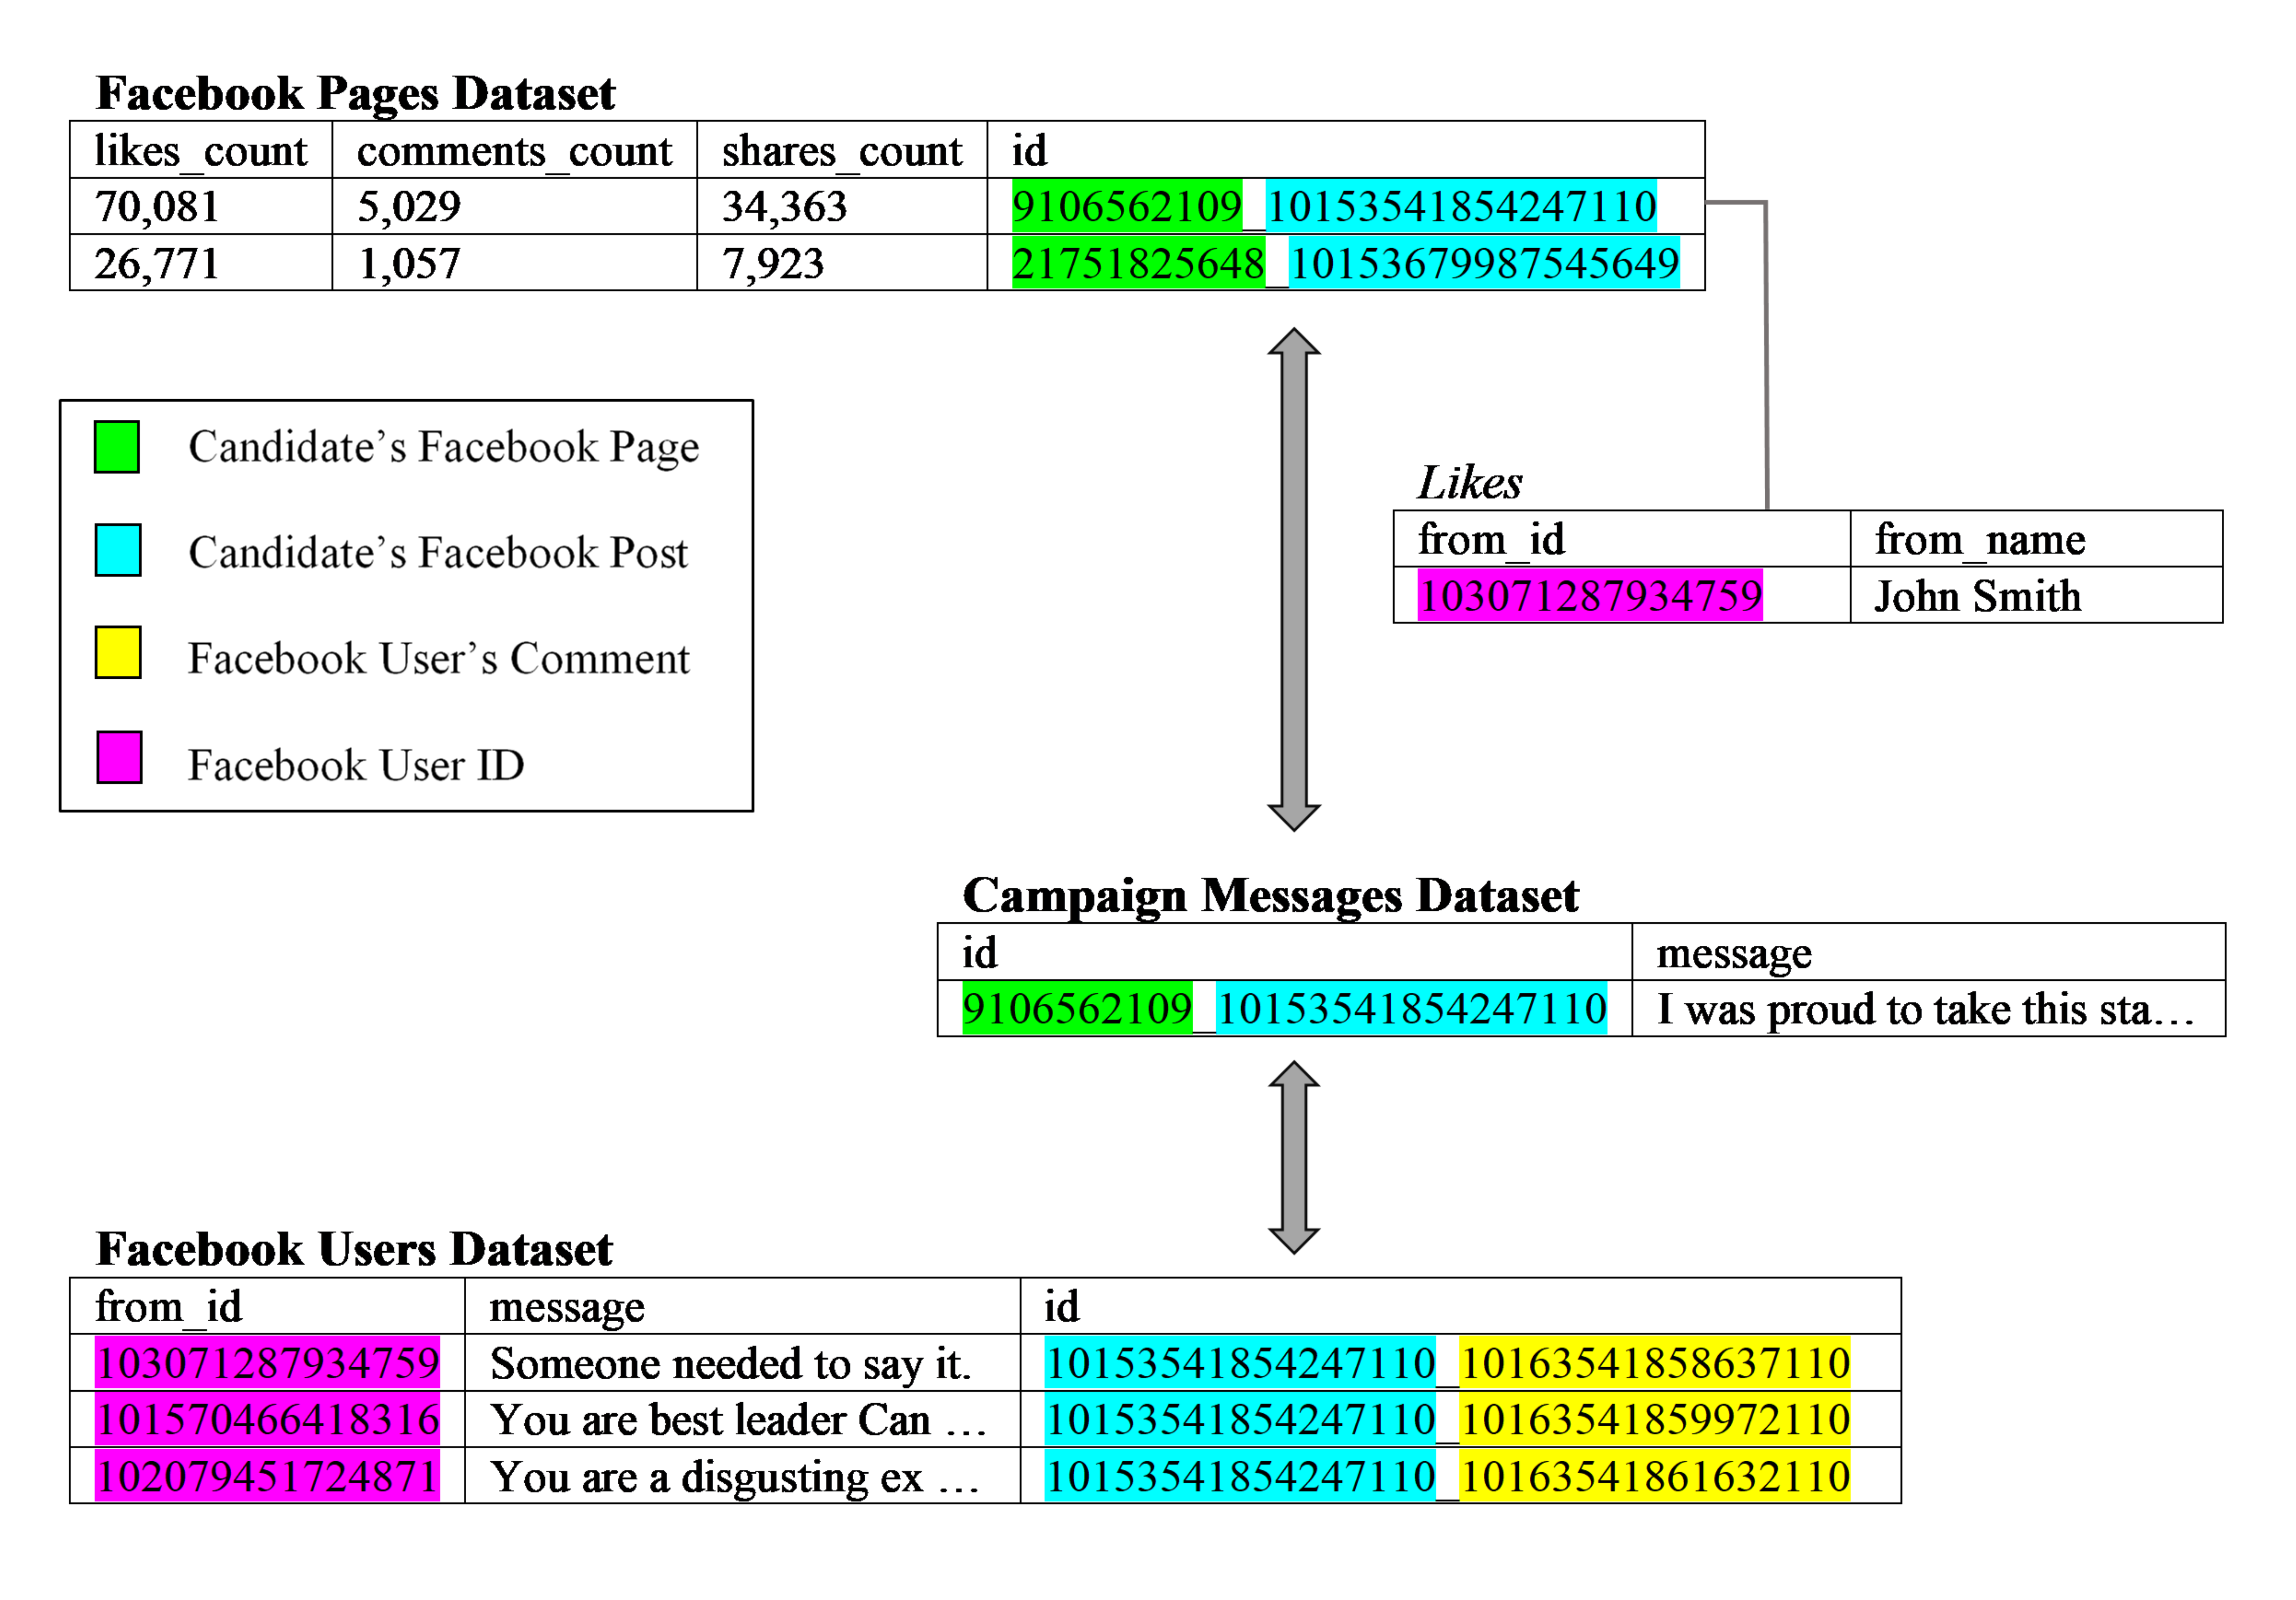 Facebook Pages Dataset
likes_count comments_count shares_count id
70,081 5,029 34,363 9106562109_10153541854247110
26,771 1,057 7,923 21751825648_10153679987545649
Candidate’s Facebook Page
Candidate’s Facebook Post
Facebook User’s Comment
Facebook User ID
Likes
from_id from_name
103071287934759 John Smith
Campaign Messages Dataset
id message
9106562109_10153541854247110 I was proud to take this sta…
Facebook Users Dataset
from_id message id
103071287934759 Someone needed to say it. 10153541854247110_10163541858637110
101570466418316 You are best leader Can … 10153541854247110_10163541859972110
102079451724871 You are a disgusting ex … 10153541854247110_10163541861632110